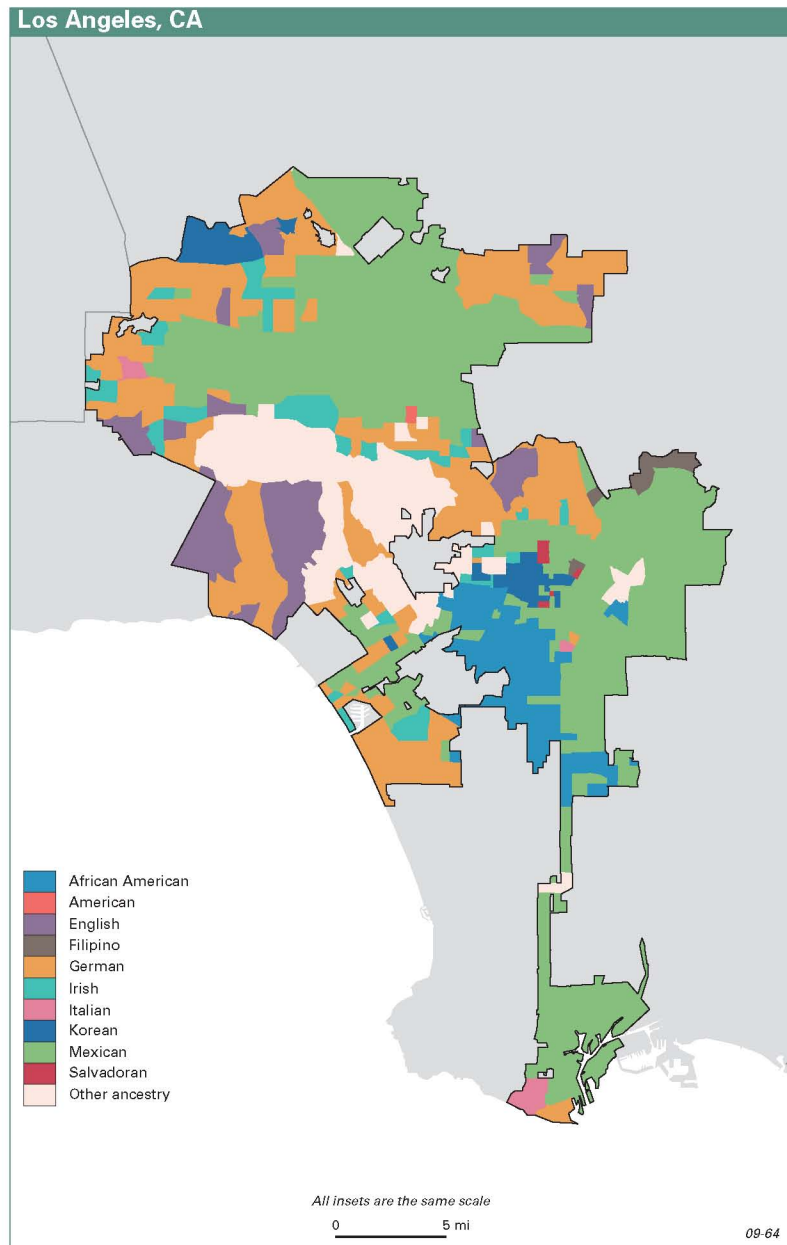 Los Angeles, CA
African American
American
English
Filipino
German
Irish
Italian
Korean
Mexican
Salvadoran
Other ancestry
All insets are the same scale
0 5 mi
09-64